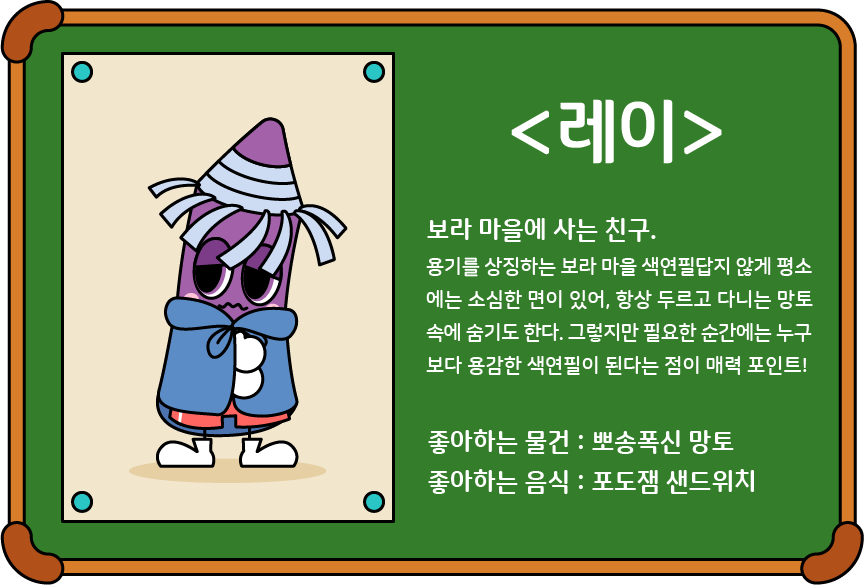 <레이>
보라 마을에 사는 친구.
용기를 상징하는 보라 마을 색연필답지 않게 평소
에는 소심한 면이 있어, 항상 두르고 다니는 망토
속에 숨기도 한다. 그렇지만 필요한 순간에는 누구
보다 용감한 색연필이 된다는 점이 매력 포인트!
좋아하는 물건 : 뽀송폭신 망토
좋아하는 음식 : 포도잼 샌드위치